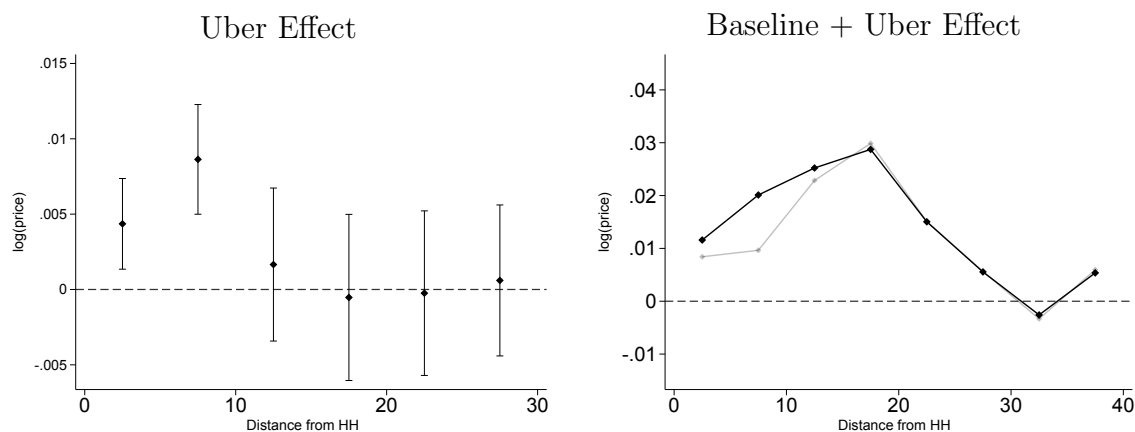 Uber Effect
.015
.01
.005
0
-.005
log(price)
0 10 20 30
Distance from HH
Baseline + Uber Effect
.04
.03
.02
.01
0
-.01
log(price)
0 10 20 30 40
Distance from HH